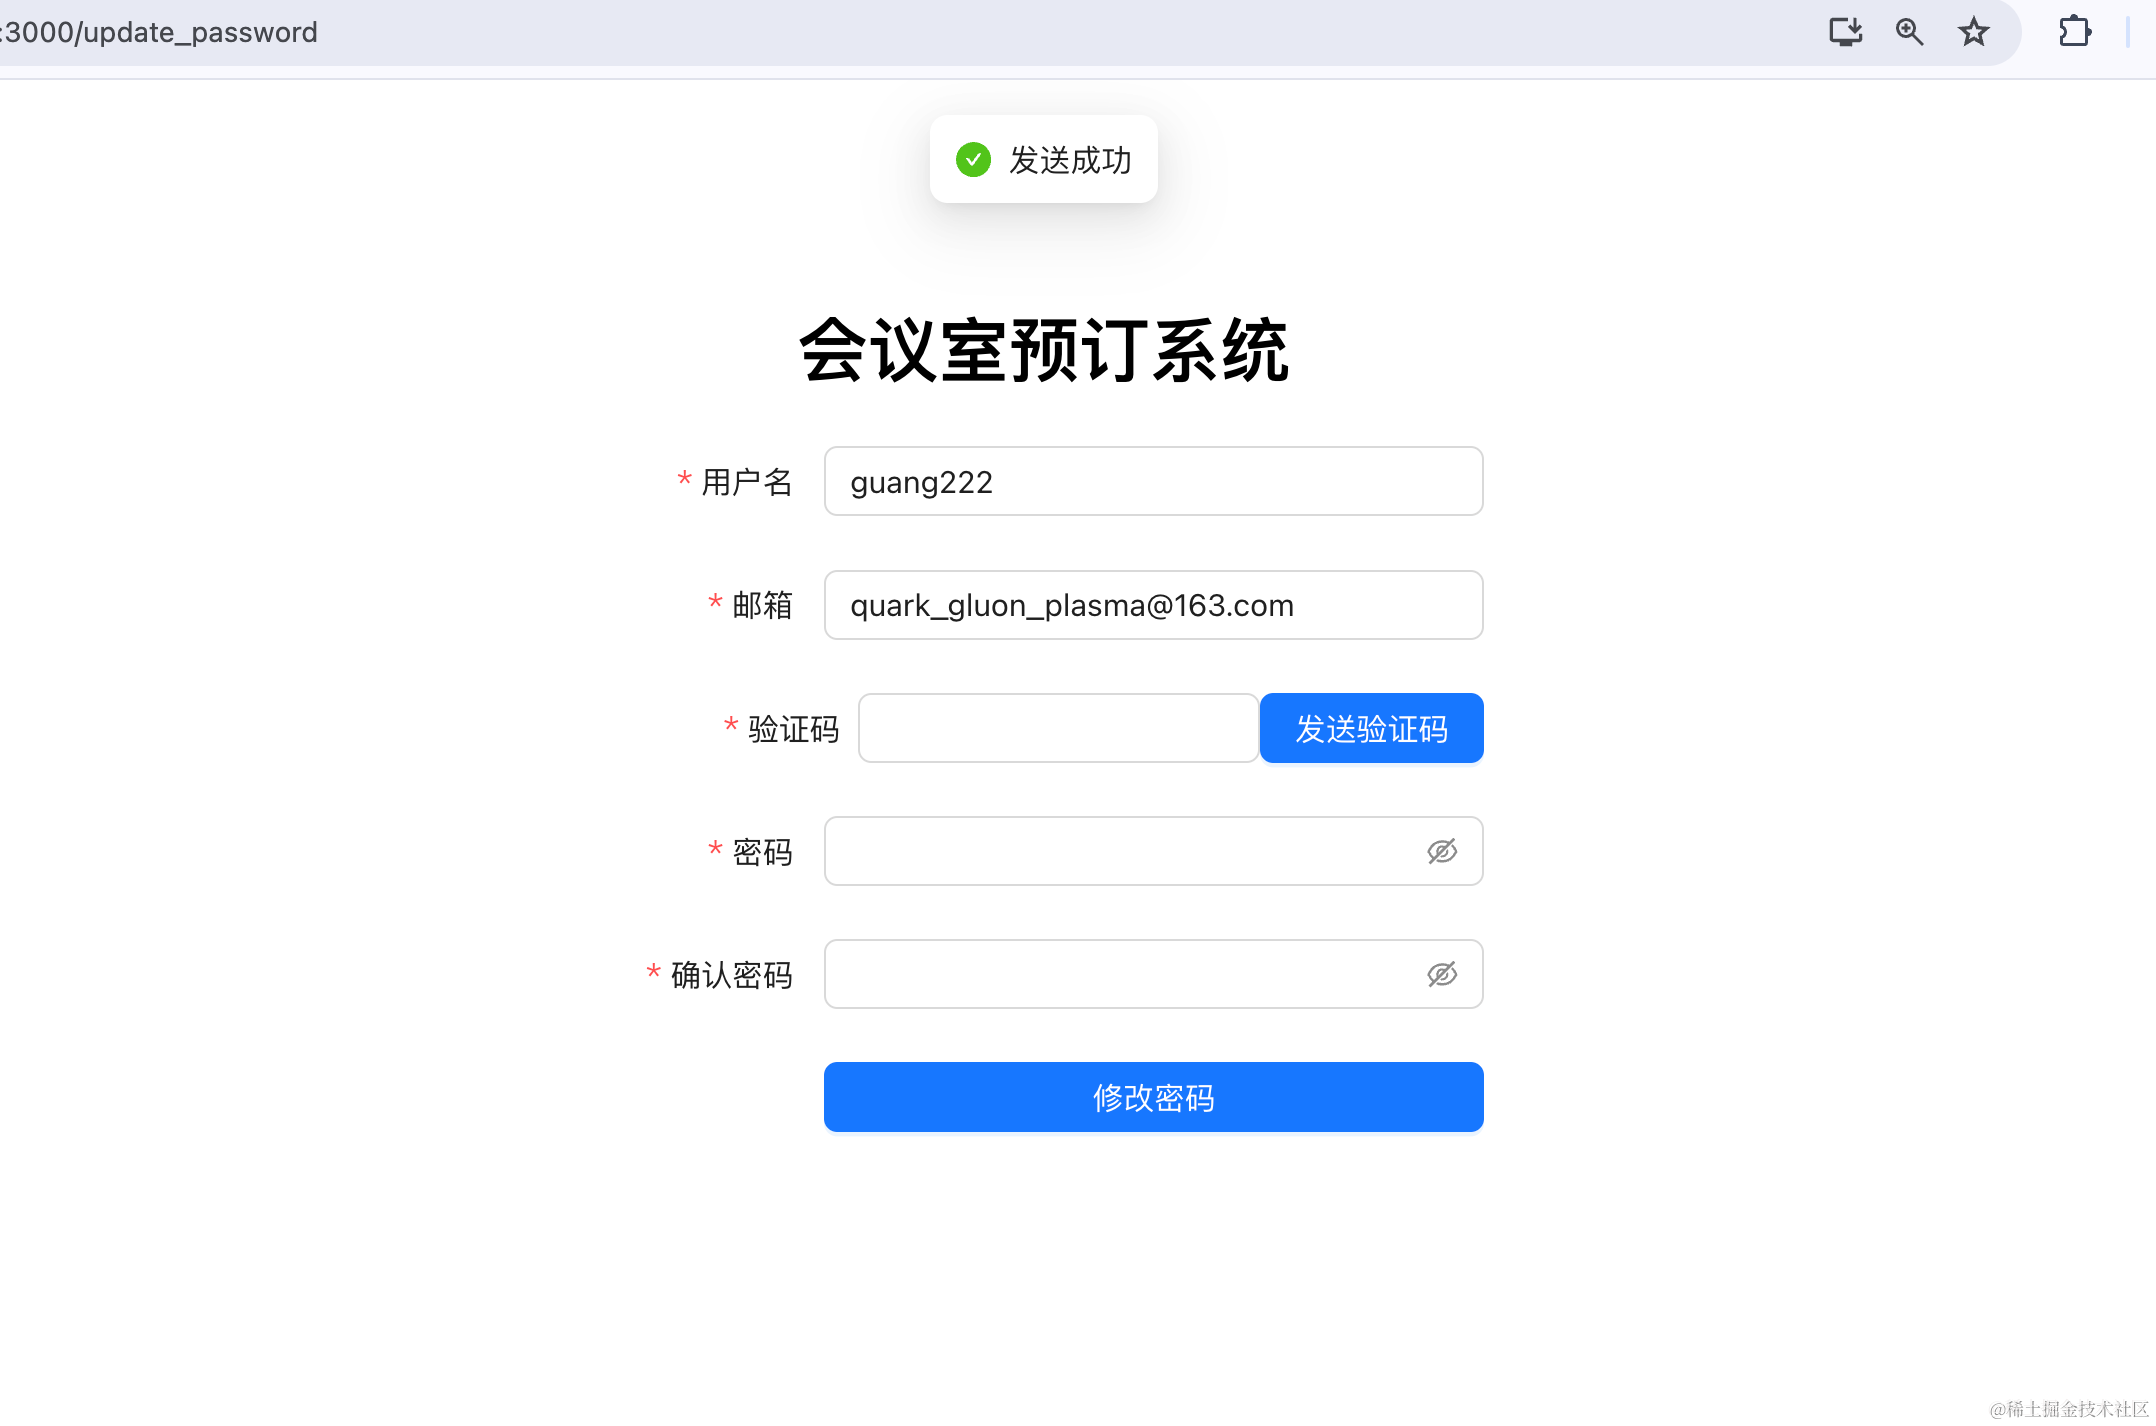 :3000/update_password
发送成功
会议室预订系统
* 用户名 guang222
* 邮箱 quark_gluon_plasma@163.com
* 验证码 发送验证码
* 密码
* 确认密码
修改密码
@稀土掘金技术社区